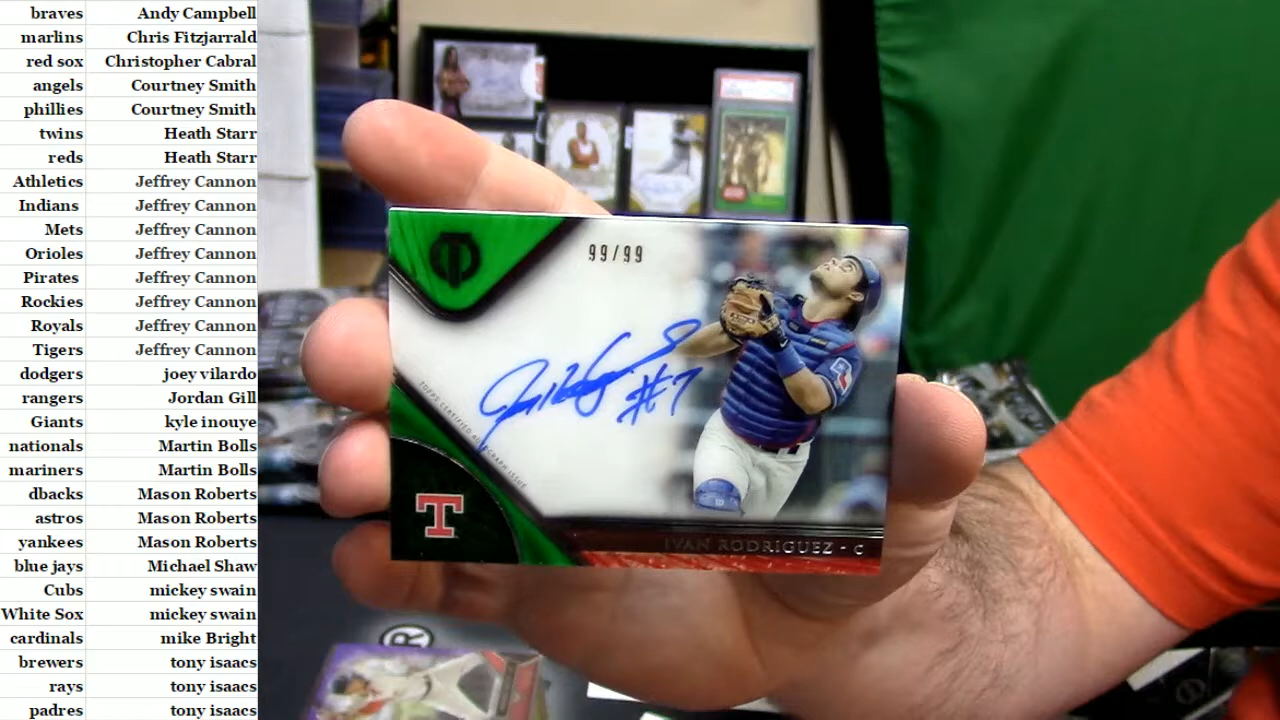 braves Andy Campbell
marlins Chris Fitzjarrald
red sox Christopher Cabral
angels Courtney Smith
phillies Courtney Smith
twins Heath Starr
reds Heath Starr
Athletics Jeffrey Cannon
Indians Jeffrey Cannon
Mets Jeffrey Cannon
Orioles Jeffrey Cannon
Pirates Jeffrey Cannon
Rockies Jeffrey Cannon
Royals Jeffrey Cannon
Tigers Jeffrey Cannon
dodgers joey vilardo
rangers Jordan Gill
Giants kyle inouye
nationals Martin Bolls
mariners Martin Bolls
dbacks Mason Roberts
astros Mason Roberts
yankees Mason Roberts
blue jays Michael Shaw
Cubs mickey swain
White Sox mickey swain
cardinals mike Bright
brewers tony isaacs
rays tony isaacs
padres tony isaacs
99/99
#7
TOPPS CERTIFIED AUTOGRAPH ISSUE
T
IVAN RODRIGUEZ - C
®